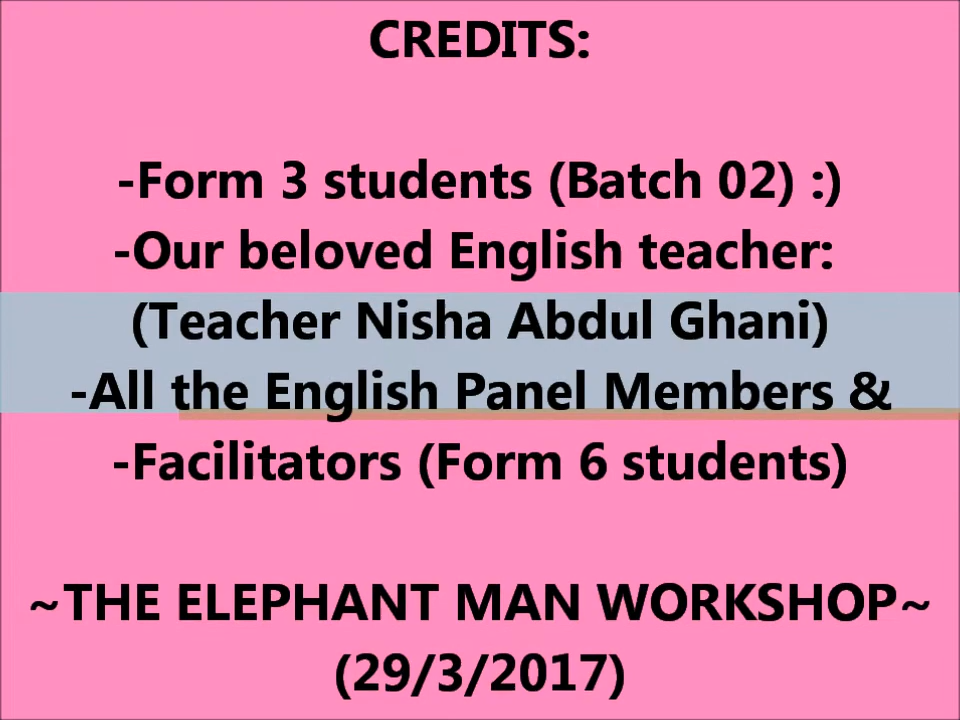 CREDITS:
-Form 3 students (Batch 02) :)
-Our beloved English teacher:
(Teacher Nisha Abdul Ghani)
-All the English Panel Members &
-Facilitators (Form 6 students)
~THE ELEPHANT MAN WORKSHOP~
(29/3/2017)